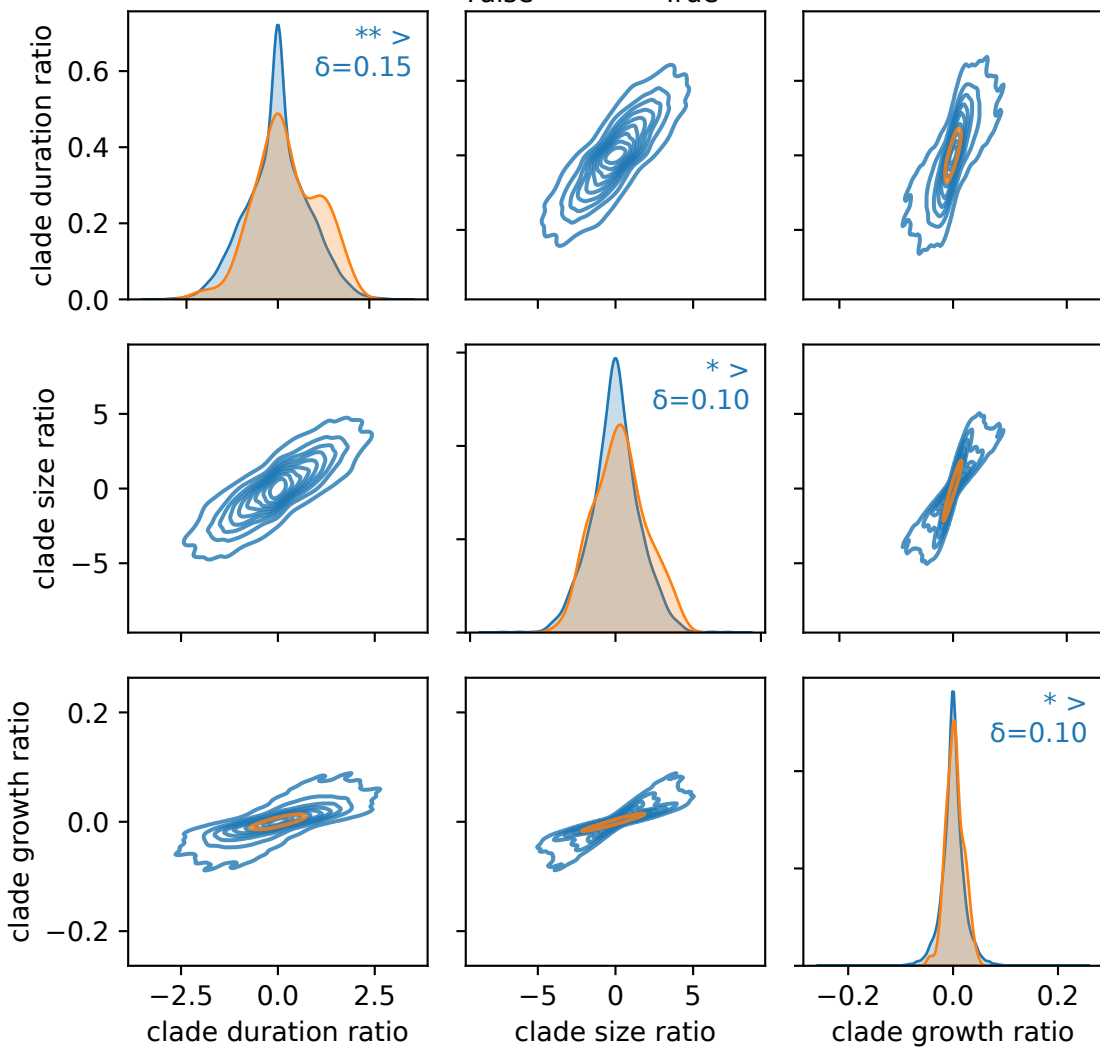 clade duration ratio
0.6
0.4
0.2
0.0
** >
δ=0.15
clade size ratio
5
0
−5
* >
δ=0.10
clade growth ratio
0.2
0.0
−0.2
* >
δ=0.10
−2.5 0.0 2.5
−5 0 5
−0.2 0.0 0.2
clade duration ratio
clade size ratio
clade growth ratio